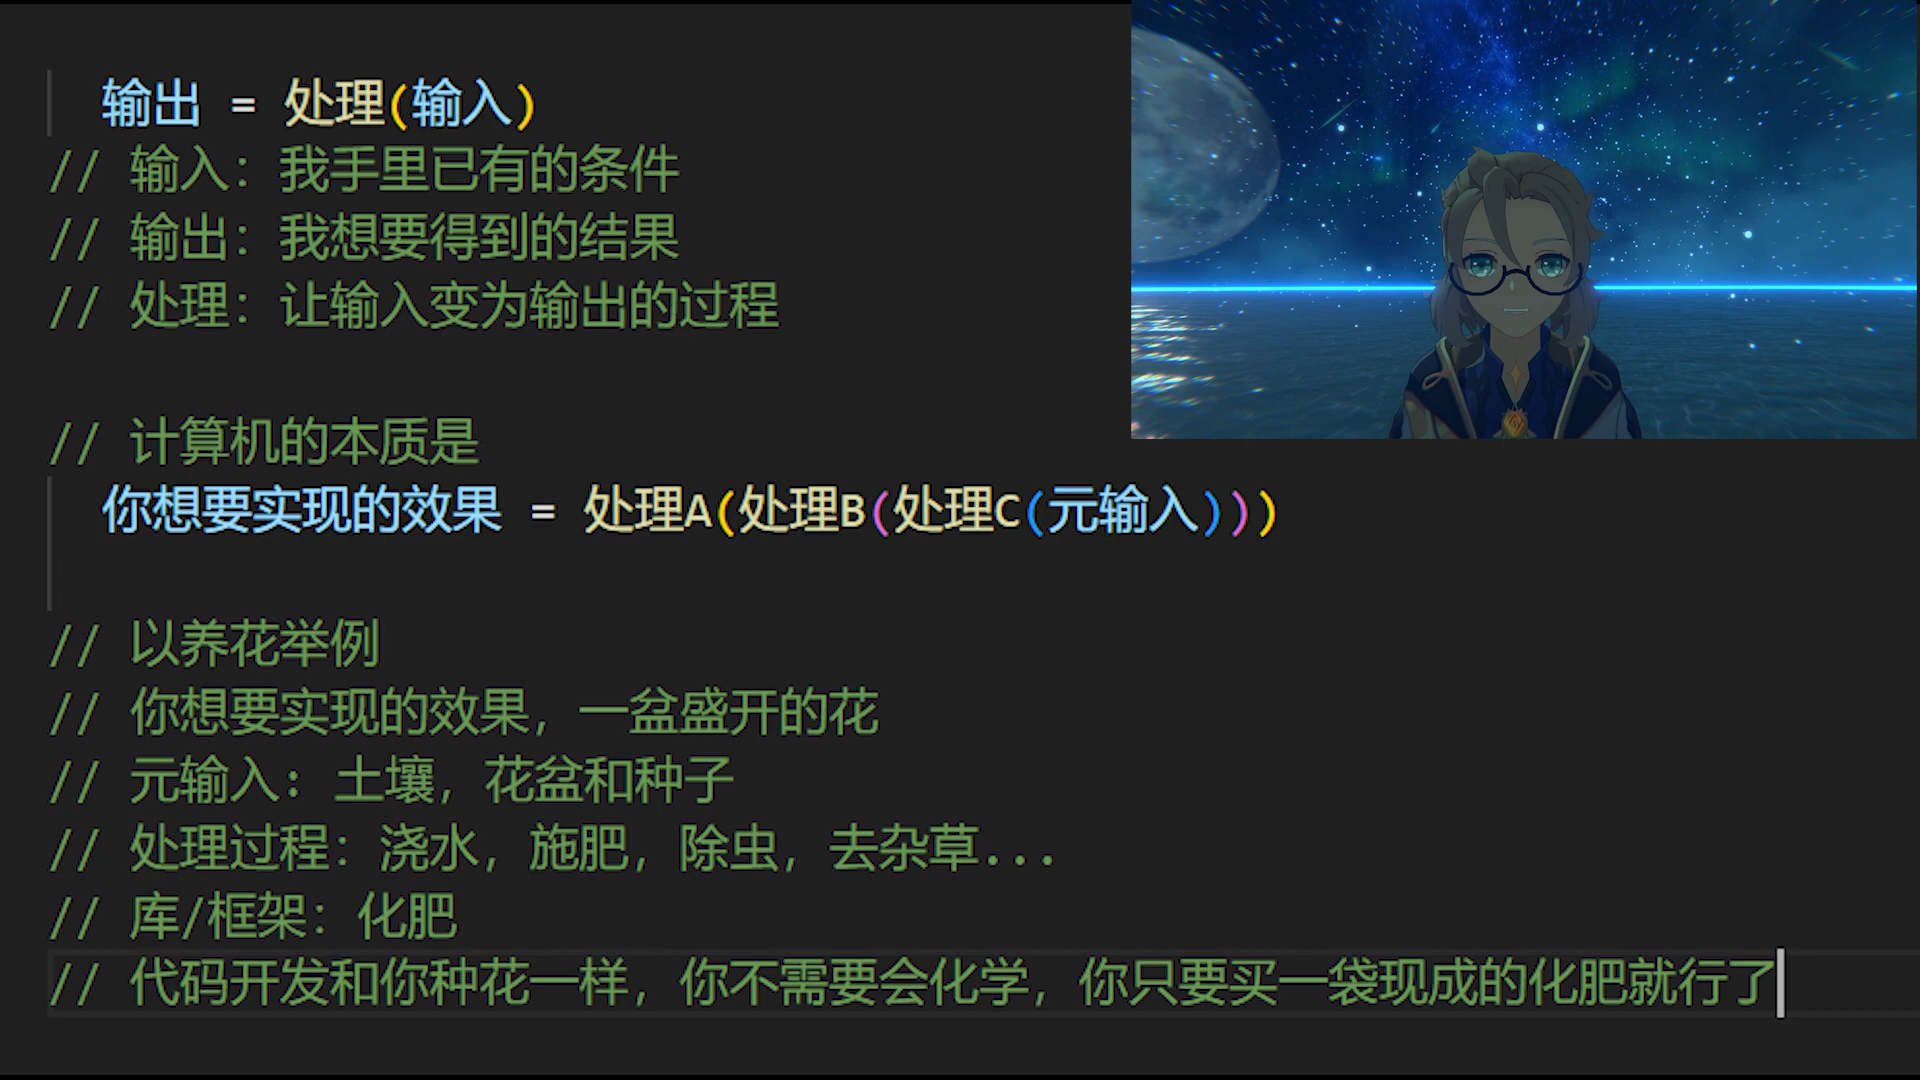 输出 = 处理(输入)
// 输入：我手里已有的条件
// 输出：我想要得到的结果
// 处理：让输入变为输出的过程
// 计算机的本质是
你想要实现的效果 = 处理A(处理B(处理C(元输入)))
// 以养花举例
// 你想要实现的效果，一盆盛开的花
// 元输入: 土壤，花盆和种子
// 处理过程：浇水，施肥，除虫，去杂草...
// 库/框架：化肥
// 代码开发和你种花一样，你不需要会化学，你只要买一袋现成的化肥就行了